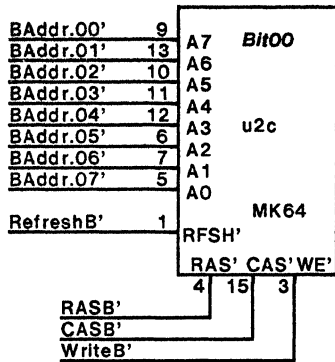 BAddr.00' 9 A7 Bit00
BAddr.01' 13 A6
BAddr.02' 10 A5
BAddr.03' 11 A4
BAddr.04' 12 A3 u2c
BAddr.05' 6 A2
BAddr.06' 7 A1
BAddr.07' 5 A0
MK64
RefreshB' 1 RFSH'
RAS' CAS' WE'
4 15 3
RASB'
CASB'
WriteB'